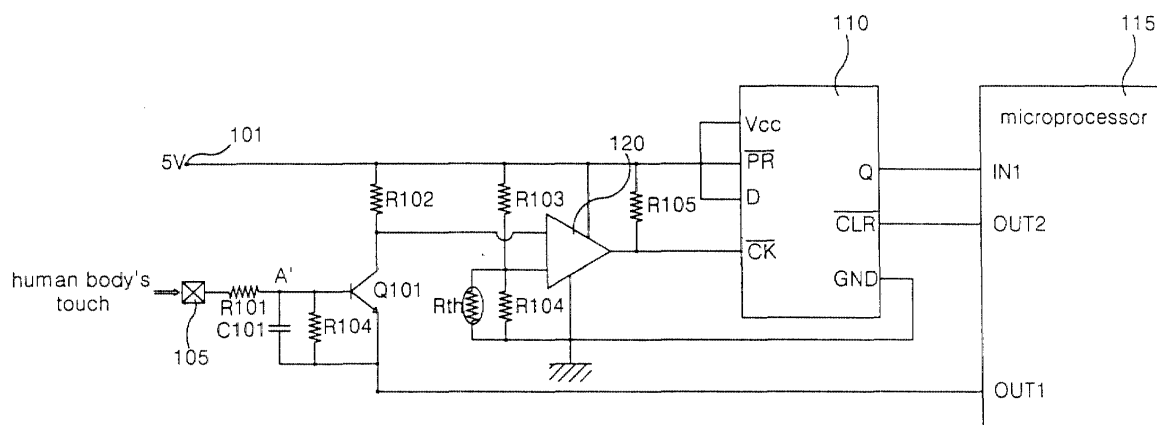 110
115
microprocessor
101
5V
120
Vcc
PR
D
CK
Q
CLR
GND
IN1
OUT2
OUT1
R102
R103
R105
human body's
touch
105
R101
A'
C101
R104
Q101
Rth
R104